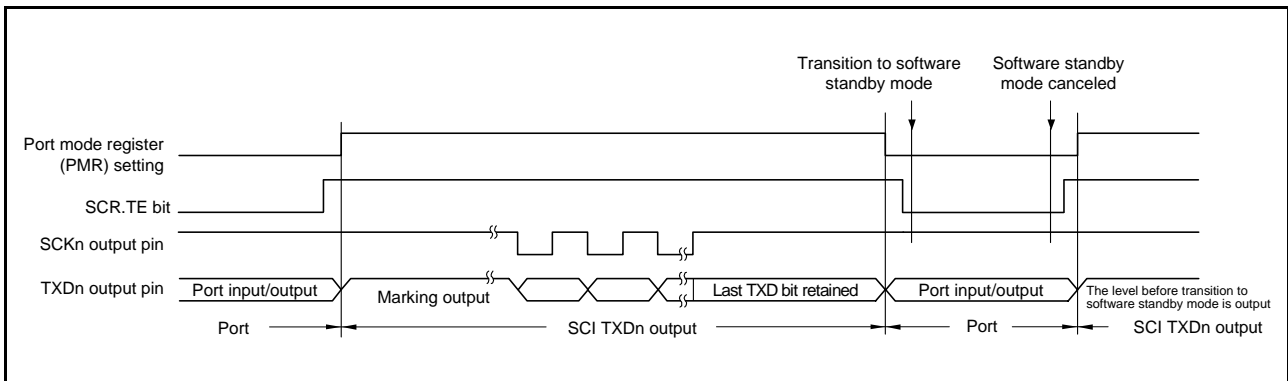 Transition to software
standby mode
Software standby
mode canceled
Port mode register
(PMR) setting
SCR.TE bit
SCKn output pin
TXDn output pin
Port input/output
Marking output
Last TXD bit retained
Port input/output
The level before transition to
software standby mode is output
Port
SCI TXDn output
Port
SCI TXDn output